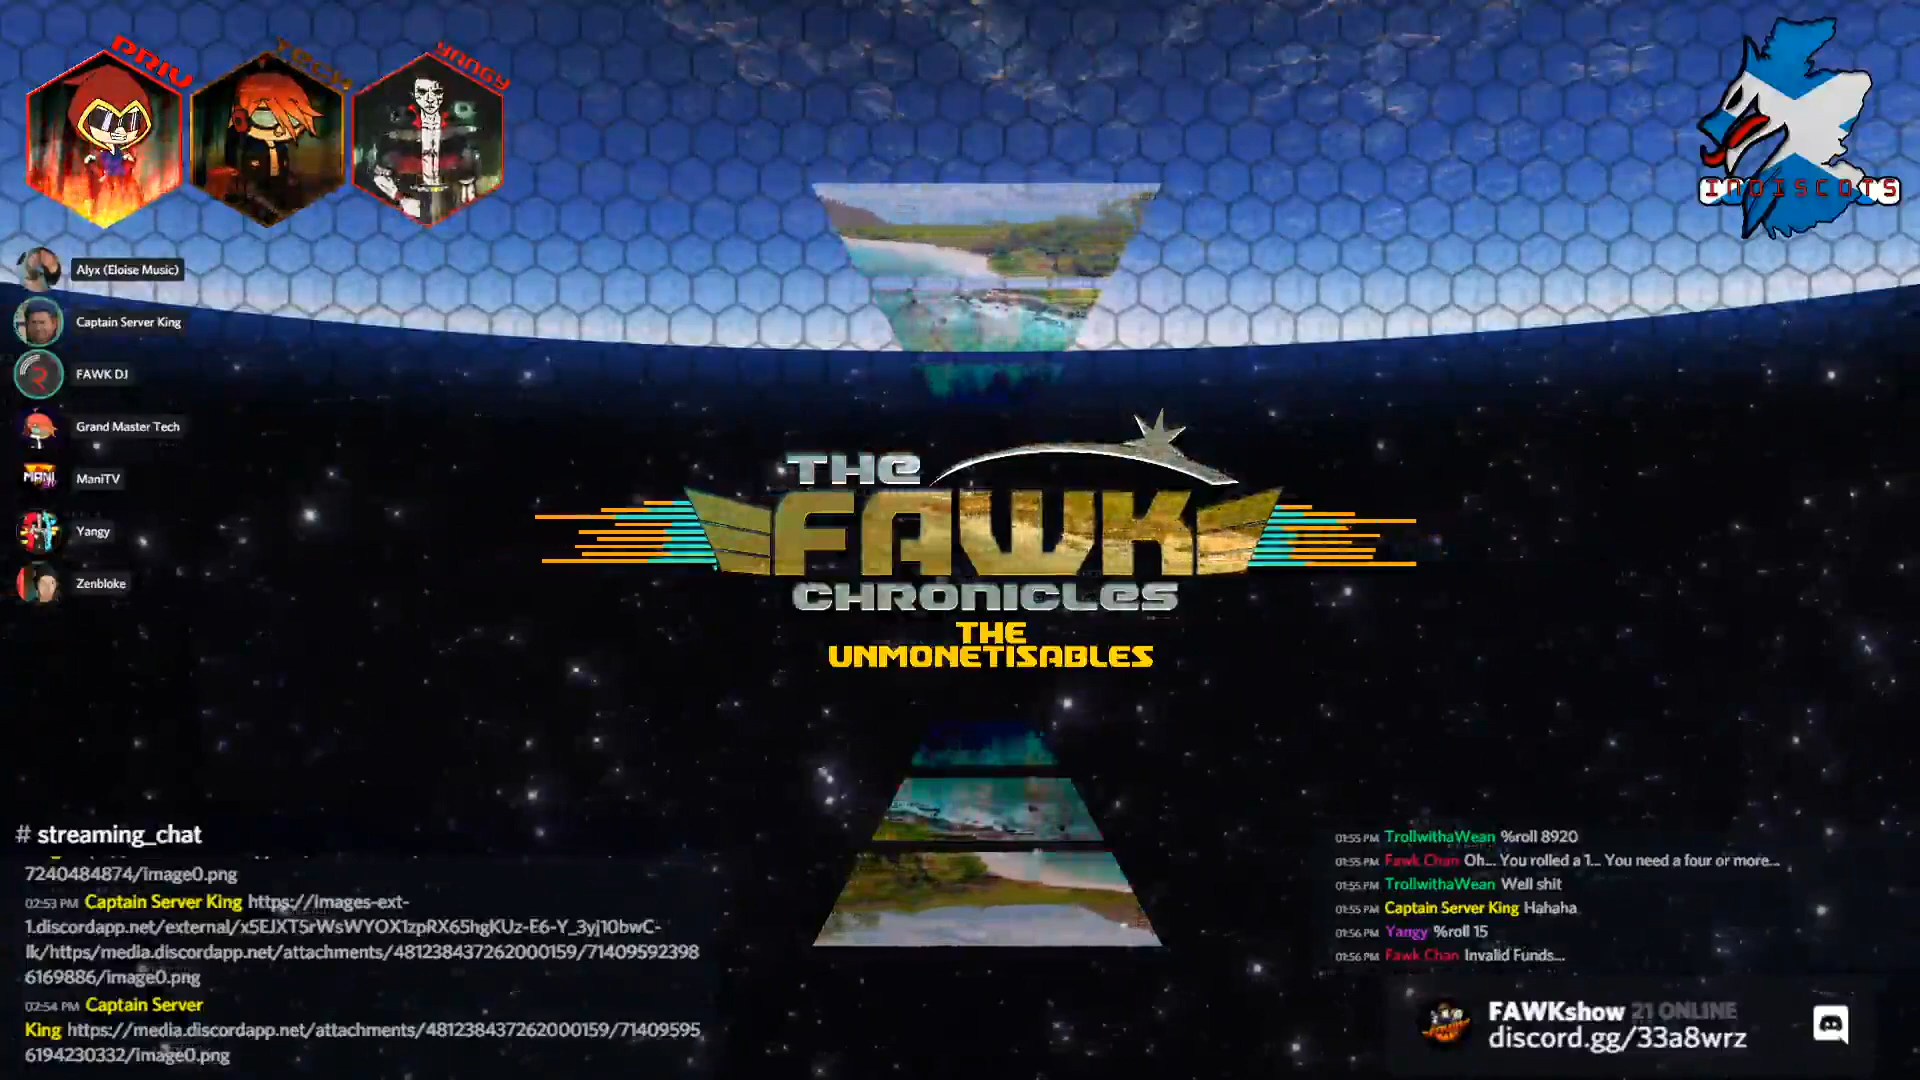 PRIV
TECH
YANGY
INDISCOTS
Alyx (Eloise Music)
Captain Server King
FAWK DJ
Grand Master Tech
MANI
ManiTV
Yangy
Zenbloke
THE
FAWK
CHRONICLES
THE
UNMONETISABLES
# streaming_chat
7240484874/image0.png
02:53 PM Captain Server King https://images-ext-
1.discordapp.net/external/x5EJXT5rWsWYOX1zpRX65hgKUz-E6-Y_3yj10bwC-
lk/https/media.discordapp.net/attachments/481238437262000159/71409592398
6169886/image0.png
02:54 PM Captain Server
King https://media.discordapp.net/attachments/481238437262000159/71409595
6194230332/image0.png
01:55 PM TrollwithaWean %roll 8920
01:55 PM Fawk Chan Oh... You rolled a 1... You need a four or more...
01:55 PM TrollwithaWean Well shit
01:55 PM Captain Server King Hahaha
01:56 PM Yangy %roll 15
01:56 PM Fawk Chan Invalid Funds...
FAWKshow 21 ONLINE
discord.gg/33a8wrz